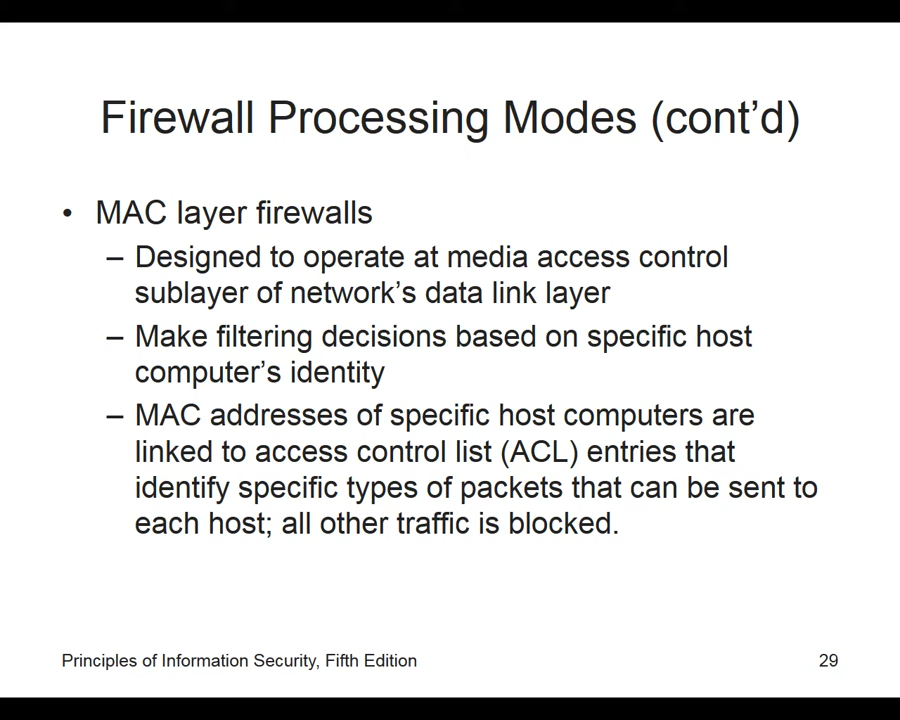 Firewall Processing Modes (cont’d)
• MAC layer firewalls
– Designed to operate at media access control
sublayer of network’s data link layer
– Make filtering decisions based on specific host
computer’s identity
– MAC addresses of specific host computers are
linked to access control list (ACL) entries that
identify specific types of packets that can be sent to
each host; all other traffic is blocked.
Principles of Information Security, Fifth Edition
29